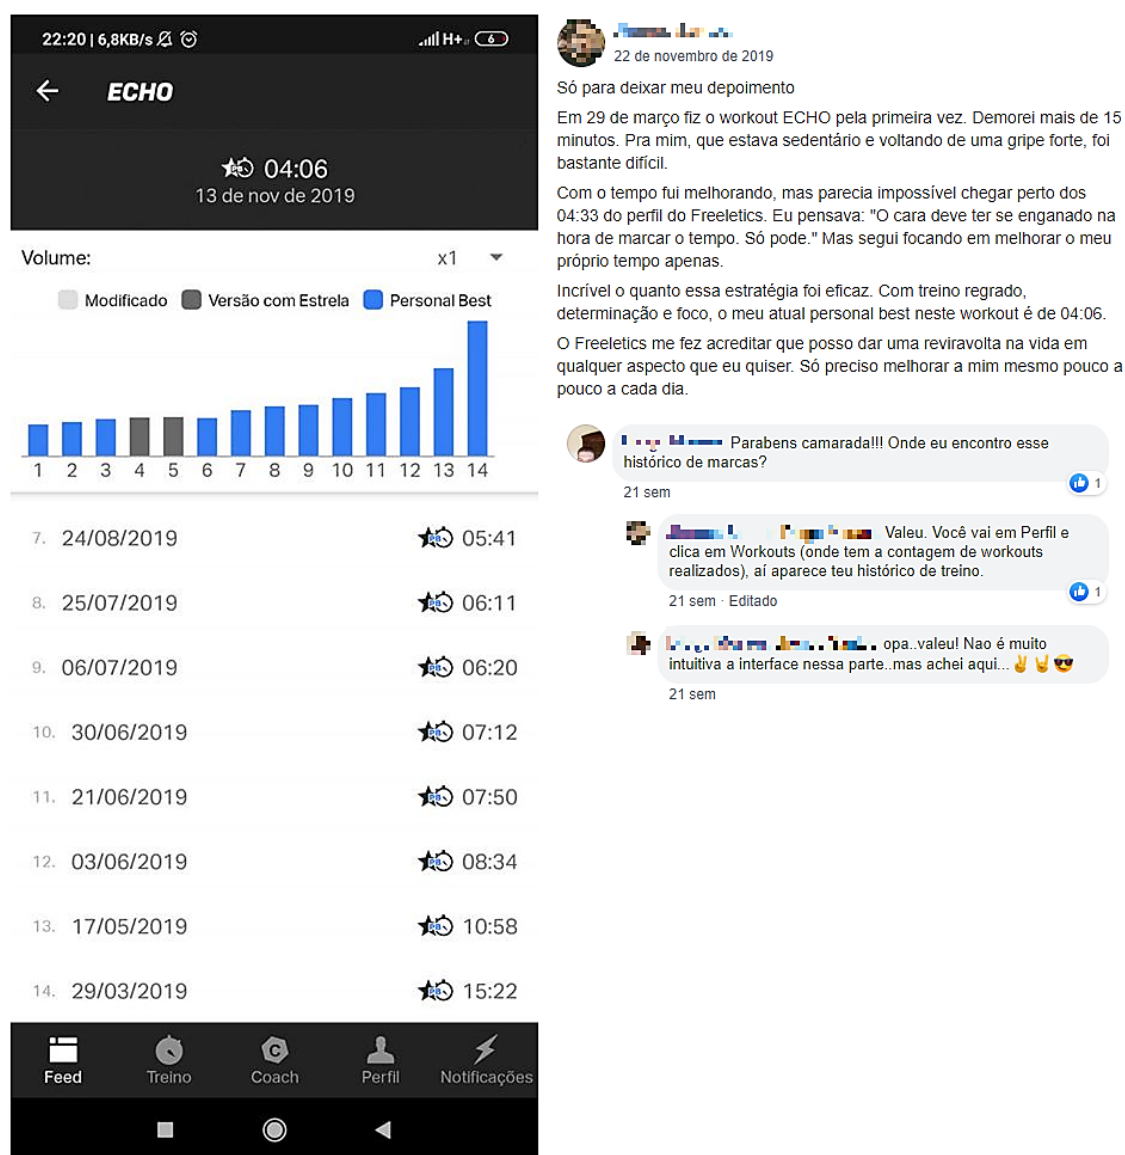 22:20 | 6,8KB/s H+ 6
ECHO
PB 04:06
13 de nov de 2019
Volume: x1
Modificado Versão com Estrela Personal Best
1 2 3 4 5 6 7 8 9 10 11 12 13 14
7. 24/08/2019 PB 05:41
8. 25/07/2019 PB 06:11
9. 06/07/2019 PB 06:20
10. 30/06/2019 PB 07:12
11. 21/06/2019 PB 07:50
12. 03/06/2019 PB 08:34
13. 17/05/2019 PB 10:58
14. 29/03/2019 PB 15:22
Feed Treino C Coach Perfil Notificações
22 de novembro de 2019
Só para deixar meu depoimento
Em 29 de março fiz o workout ECHO pela primeira vez. Demorei mais de 15
minutos. Pra mim, que estava sedentário e voltando de uma gripe forte, foi
bastante difícil.
Com o tempo fui melhorando, mas parecia impossível chegar perto dos
04:33 do perfil do Freeletics. Eu pensava: "O cara deve ter se enganado na
hora de marcar o tempo. Só pode." Mas segui focando em melhorar o meu
próprio tempo apenas.
Incrível o quanto essa estratégia foi eficaz. Com treino regrado,
determinação e foco, o meu atual personal best neste workout é de 04:06.
O Freeletics me fez acreditar que posso dar uma reviravolta na vida em
qualquer aspecto que eu quiser. Só preciso melhorar a mim mesmo pouco a
pouco a cada dia.
Parabens camarada!!! Onde eu encontro esse
histórico de marcas?
1
21 sem
Valeu. Você vai em Perfil e
clica em Workouts (onde tem a contagem de workouts
realizados), aí aparece teu histórico de treino.
1
21 sem · Editado
opa..valeu! Nao é muito
intuitiva a interface nessa parte..mas achei aqui... ✌🤘😎
21 sem